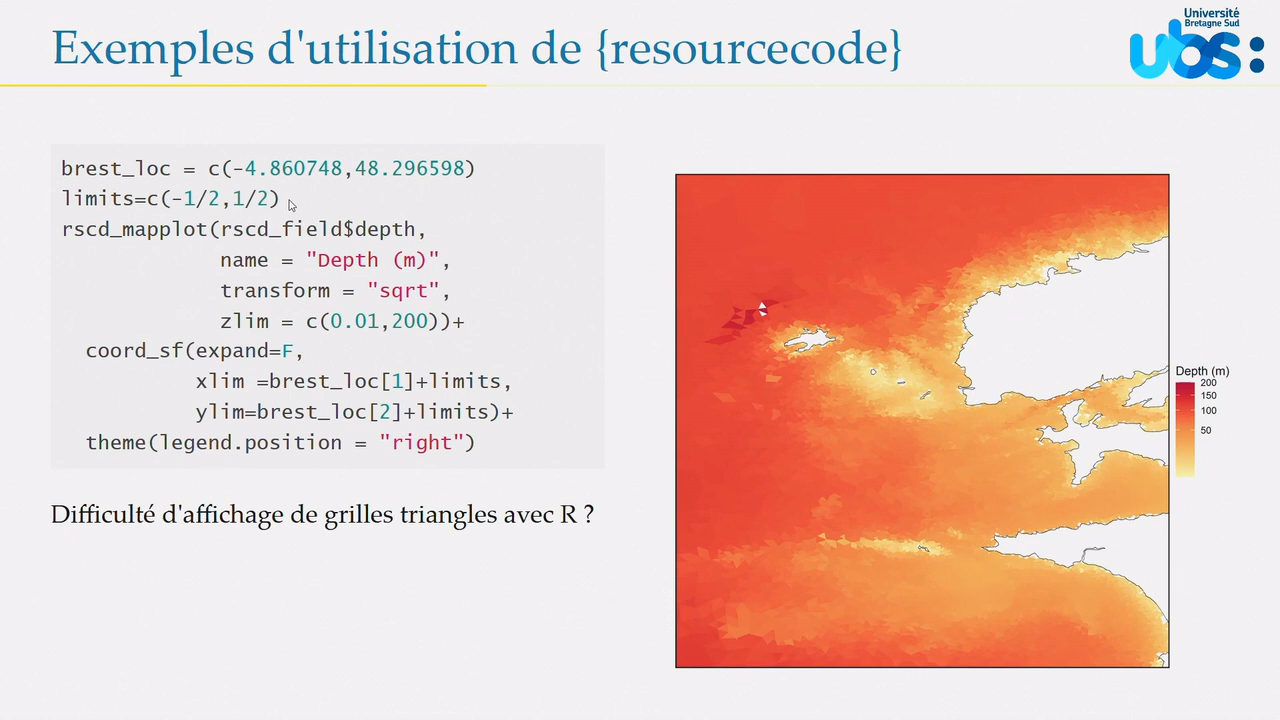 Exemples d'utilisation de {resourcecode}
Université
Bretagne Sud
ubs:
brest_loc = c(-4.860748,48.296598)
limits=c(-1/2,1/2)
rscd_mapplot(rscd_field$depth,
name = "Depth (m)",
transform = "sqrt",
zlim = c(0.01,200))+
coord_sf(expand=F,
xlim =brest_loc[1]+limits,
ylim=brest_loc[2]+limits)+
theme(legend.position = "right")
Difficulté d'affichage de grilles triangles avec R ?
Depth (m)
200
150
100
50